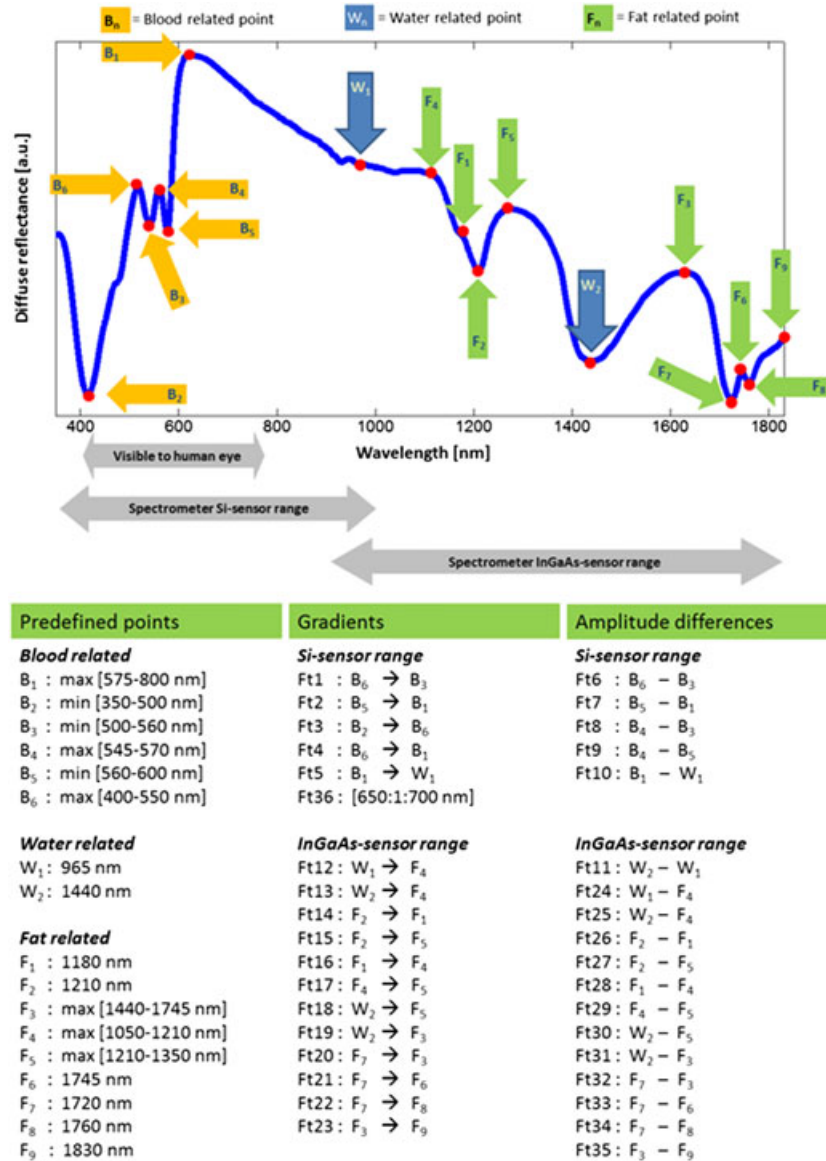 Bₙ = Blood related point
Wₙ = Water related point
Fₙ = Fat related point
Diffuse reflectance [a.u.]
B₁
B₆
B₄
B₅
B₃
B₂
W₁
F₄
F₁
F₅
F₂
W₂
F₃
F₉
F₆
F₇
F₈
400 600 800 1000 1200 1400 1600 1800
Wavelength [nm]
Visible to human eye
Spectrometer Si-sensor range
Spectrometer InGaAs-sensor range
Predefined points
Blood related
B₁ : max [575-800 nm]
B₂ : min [350-500 nm]
B₃ : min [500-560 nm]
B₄ : max [545-570 nm]
B₅ : min [560-600 nm]
B₆ : max [400-550 nm]
Water related
W₁ : 965 nm
W₂ : 1440 nm
Fat related
F₁ : 1180 nm
F₂ : 1210 nm
F₃ : max [1440-1745 nm]
F₄ : max [1050-1210 nm]
F₅ : max [1210-1350 nm]
F₆ : 1745 nm
F₇ : 1720 nm
F₈ : 1760 nm
F₉ : 1830 nm
Gradients
Si-sensor range
Ft1 : B₆ → B₃
Ft2 : B₅ → B₁
Ft3 : B₂ → B₆
Ft4 : B₆ → B₁
Ft5 : B₁ → W₁
Ft36 : [650:1:700 nm]
InGaAs-sensor range
Ft12 : W₁ → F₄
Ft13 : W₂ → F₄
Ft14 : F₂ → F₁
Ft15 : F₂ → F₅
Ft16 : F₁ → F₄
Ft17 : F₄ → F₅
Ft18 : W₂ → F₅
Ft19 : W₂ → F₃
Ft20 : F₇ → F₃
Ft21 : F₇ → F₆
Ft22 : F₇ → F₈
Ft23 : F₃ → F₉
Amplitude differences
Si-sensor range
Ft6 : B₆ – B₃
Ft7 : B₅ – B₁
Ft8 : B₄ – B₃
Ft9 : B₄ – B₅
Ft10 : B₁ – W₁
InGaAs-sensor range
Ft11 : W₂ – W₁
Ft24 : W₁ – F₄
Ft25 : W₂ – F₄
Ft26 : F₂ – F₁
Ft27 : F₂ – F₅
Ft28 : F₁ – F₄
Ft29 : F₄ – F₅
Ft30 : W₂ – F₅
Ft31 : W₂ – F₃
Ft32 : F₇ – F₃
Ft33 : F₇ – F₆
Ft34 : F₇ – F₈
Ft35 : F₃ – F₉